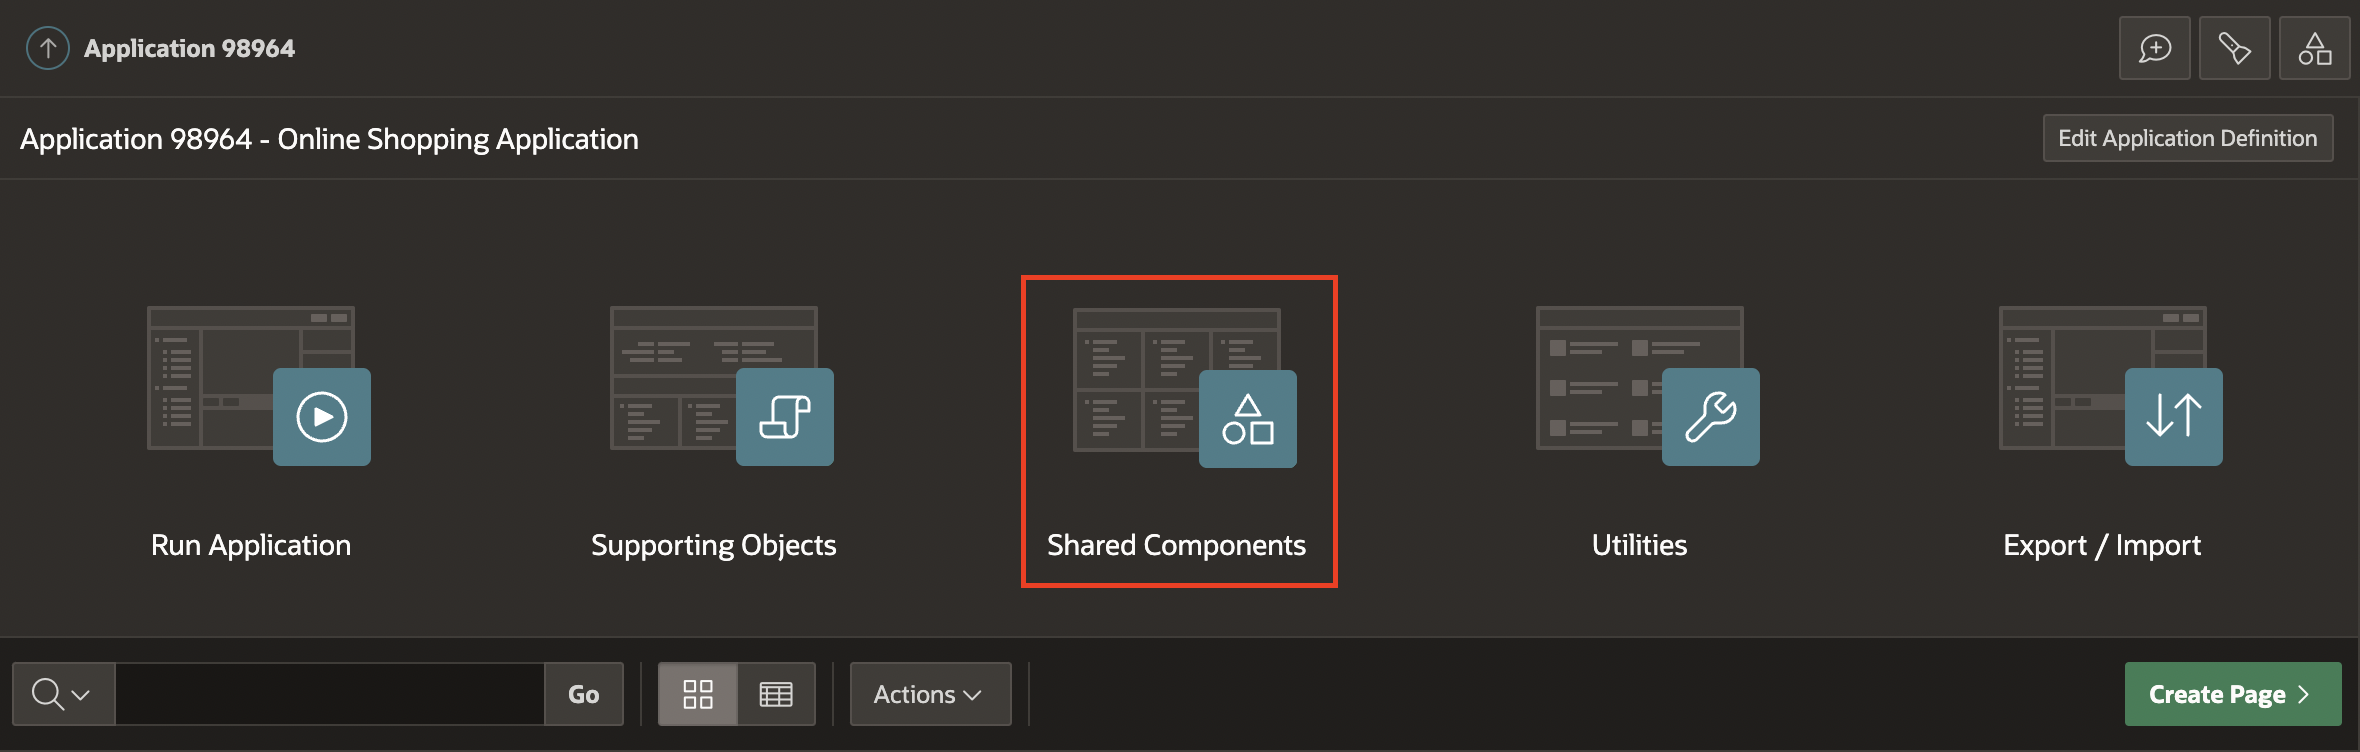 Application 98964
Application 98964 - Online Shopping Application
Edit Application Definition
Run Application
Supporting Objects
Shared Components
Utilities
Export / Import
Go
Actions
Create Page